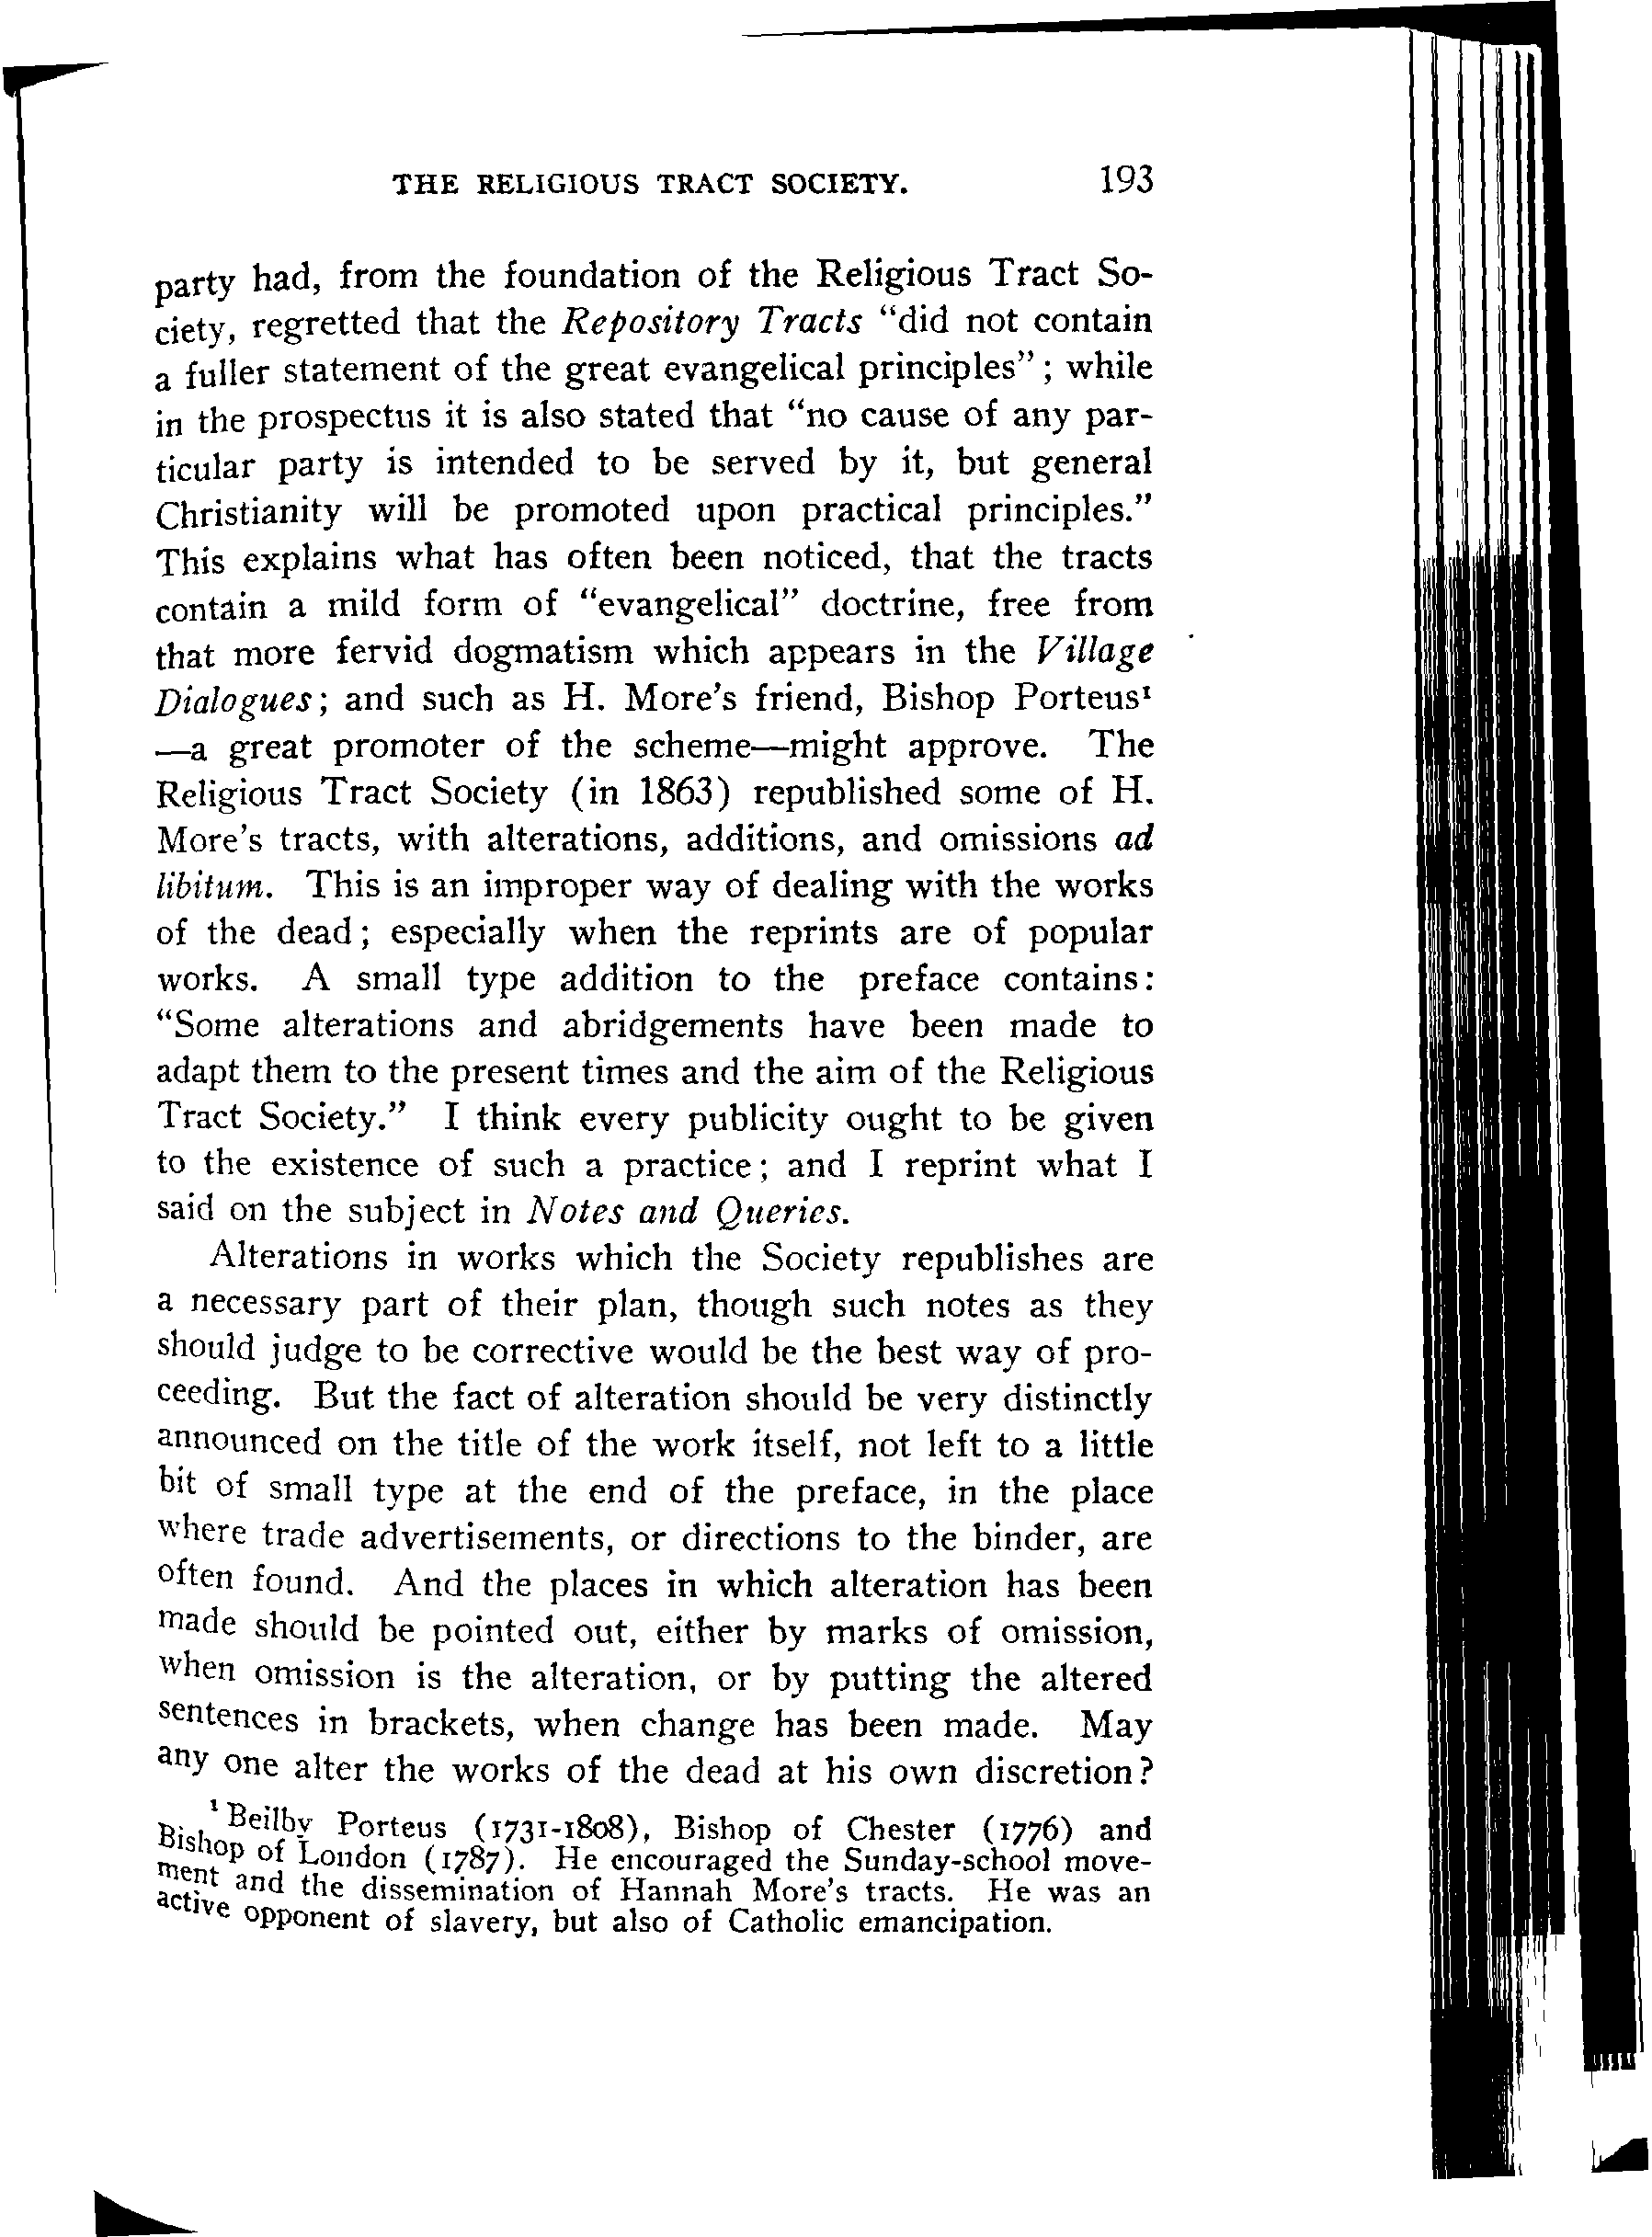 THE RELIGIOUS TRACT SOCIETY. 193
party had, from the foundation of the Religious Tract So-
ciety, regretted that the Repository Tracts “did not contain
a fuller statement of the great evangelical principles”; while
in the prospectus it is also stated that “no cause of any par-
ticular party is intended to be served by it, but general
Christianity will be promoted upon practical principles.”
This explains what has often been noticed, that the tracts
contain a mild form of “evangelical” doctrine, free from
that more fervid dogmatism which appears in the Village
Dialogues; and such as H. More’s friend, Bishop Porteus¹
—a great promoter of the scheme—might approve. The
Religious Tract Society (in 1863) republished some of H.
More’s tracts, with alterations, additions, and omissions ad
libitum. This is an improper way of dealing with the works
of the dead; especially when the reprints are of popular
works. A small type addition to the preface contains:
“Some alterations and abridgements have been made to
adapt them to the present times and the aim of the Religious
Tract Society.” I think every publicity ought to be given
to the existence of such a practice; and I reprint what I
said on the subject in Notes and Queries.
Alterations in works which the Society republishes are
a necessary part of their plan, though such notes as they
should judge to be corrective would be the best way of pro-
ceeding. But the fact of alteration should be very distinctly
announced on the title of the work itself, not left to a little
bit of small type at the end of the preface, in the place
where trade advertisements, or directions to the binder, are
often found. And the places in which alteration has been
made should be pointed out, either by marks of omission,
when omission is the alteration, or by putting the altered
sentences in brackets, when change has been made. May
any one alter the works of the dead at his own discretion?
¹ Beilby Porteus (1731-1808), Bishop of Chester (1776) and
Bishop of London (1787). He encouraged the Sunday-school move-
ment and the dissemination of Hannah More’s tracts. He was an
active opponent of slavery, but also of Catholic emancipation.